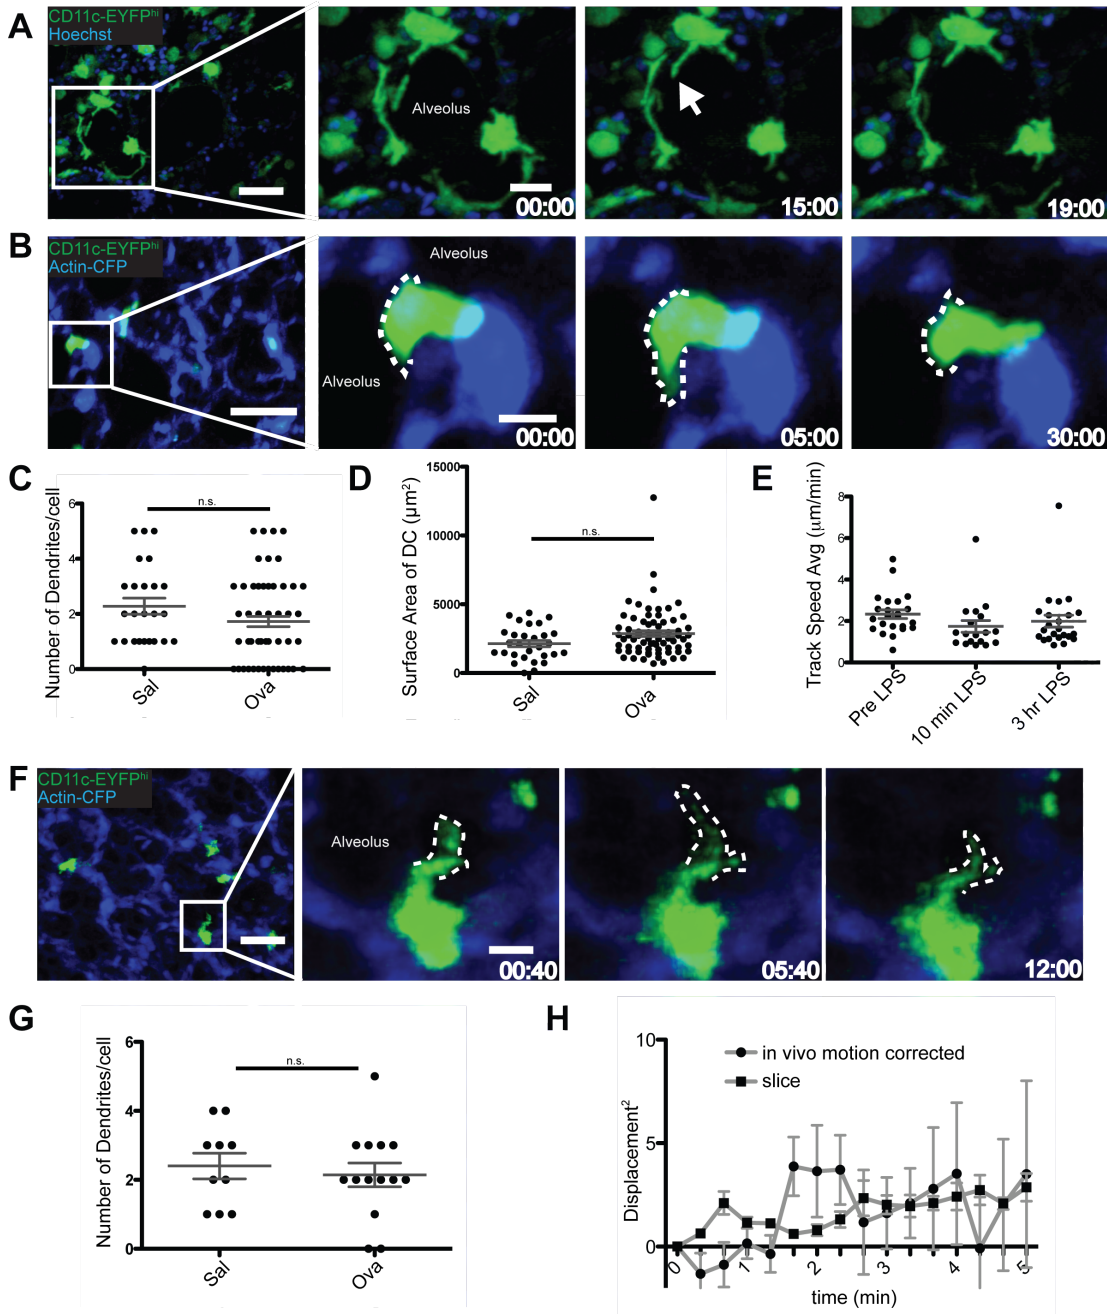 A
CD11c-EYFPhi
Hoechst
Alveolus
00:00
15:00
19:00
B
CD11c-EYFPhi
Actin-CFP
Alveolus
Alveolus
00:00
05:00
30:00
C
Number of Dendrites/cell
6
4
2
0
n.s.
Sal
Ova
D
Surface Area of DC (μm²)
15000
10000
5000
0
n.s.
Sal
Ova
E
Track Speed Avg (μm/min)
8
6
4
2
0
Pre LPS
10 min LPS
3 hr LPS
F
CD11c-EYFPhi
Actin-CFP
Alveolus
00:40
05:40
12:00
G
Number of Dendrites/cell
6
4
2
0
n.s.
Sal
Ova
H
Displacement²
10
5
0
in vivo motion corrected
slice
0 1 2 3 4 5
time (min)